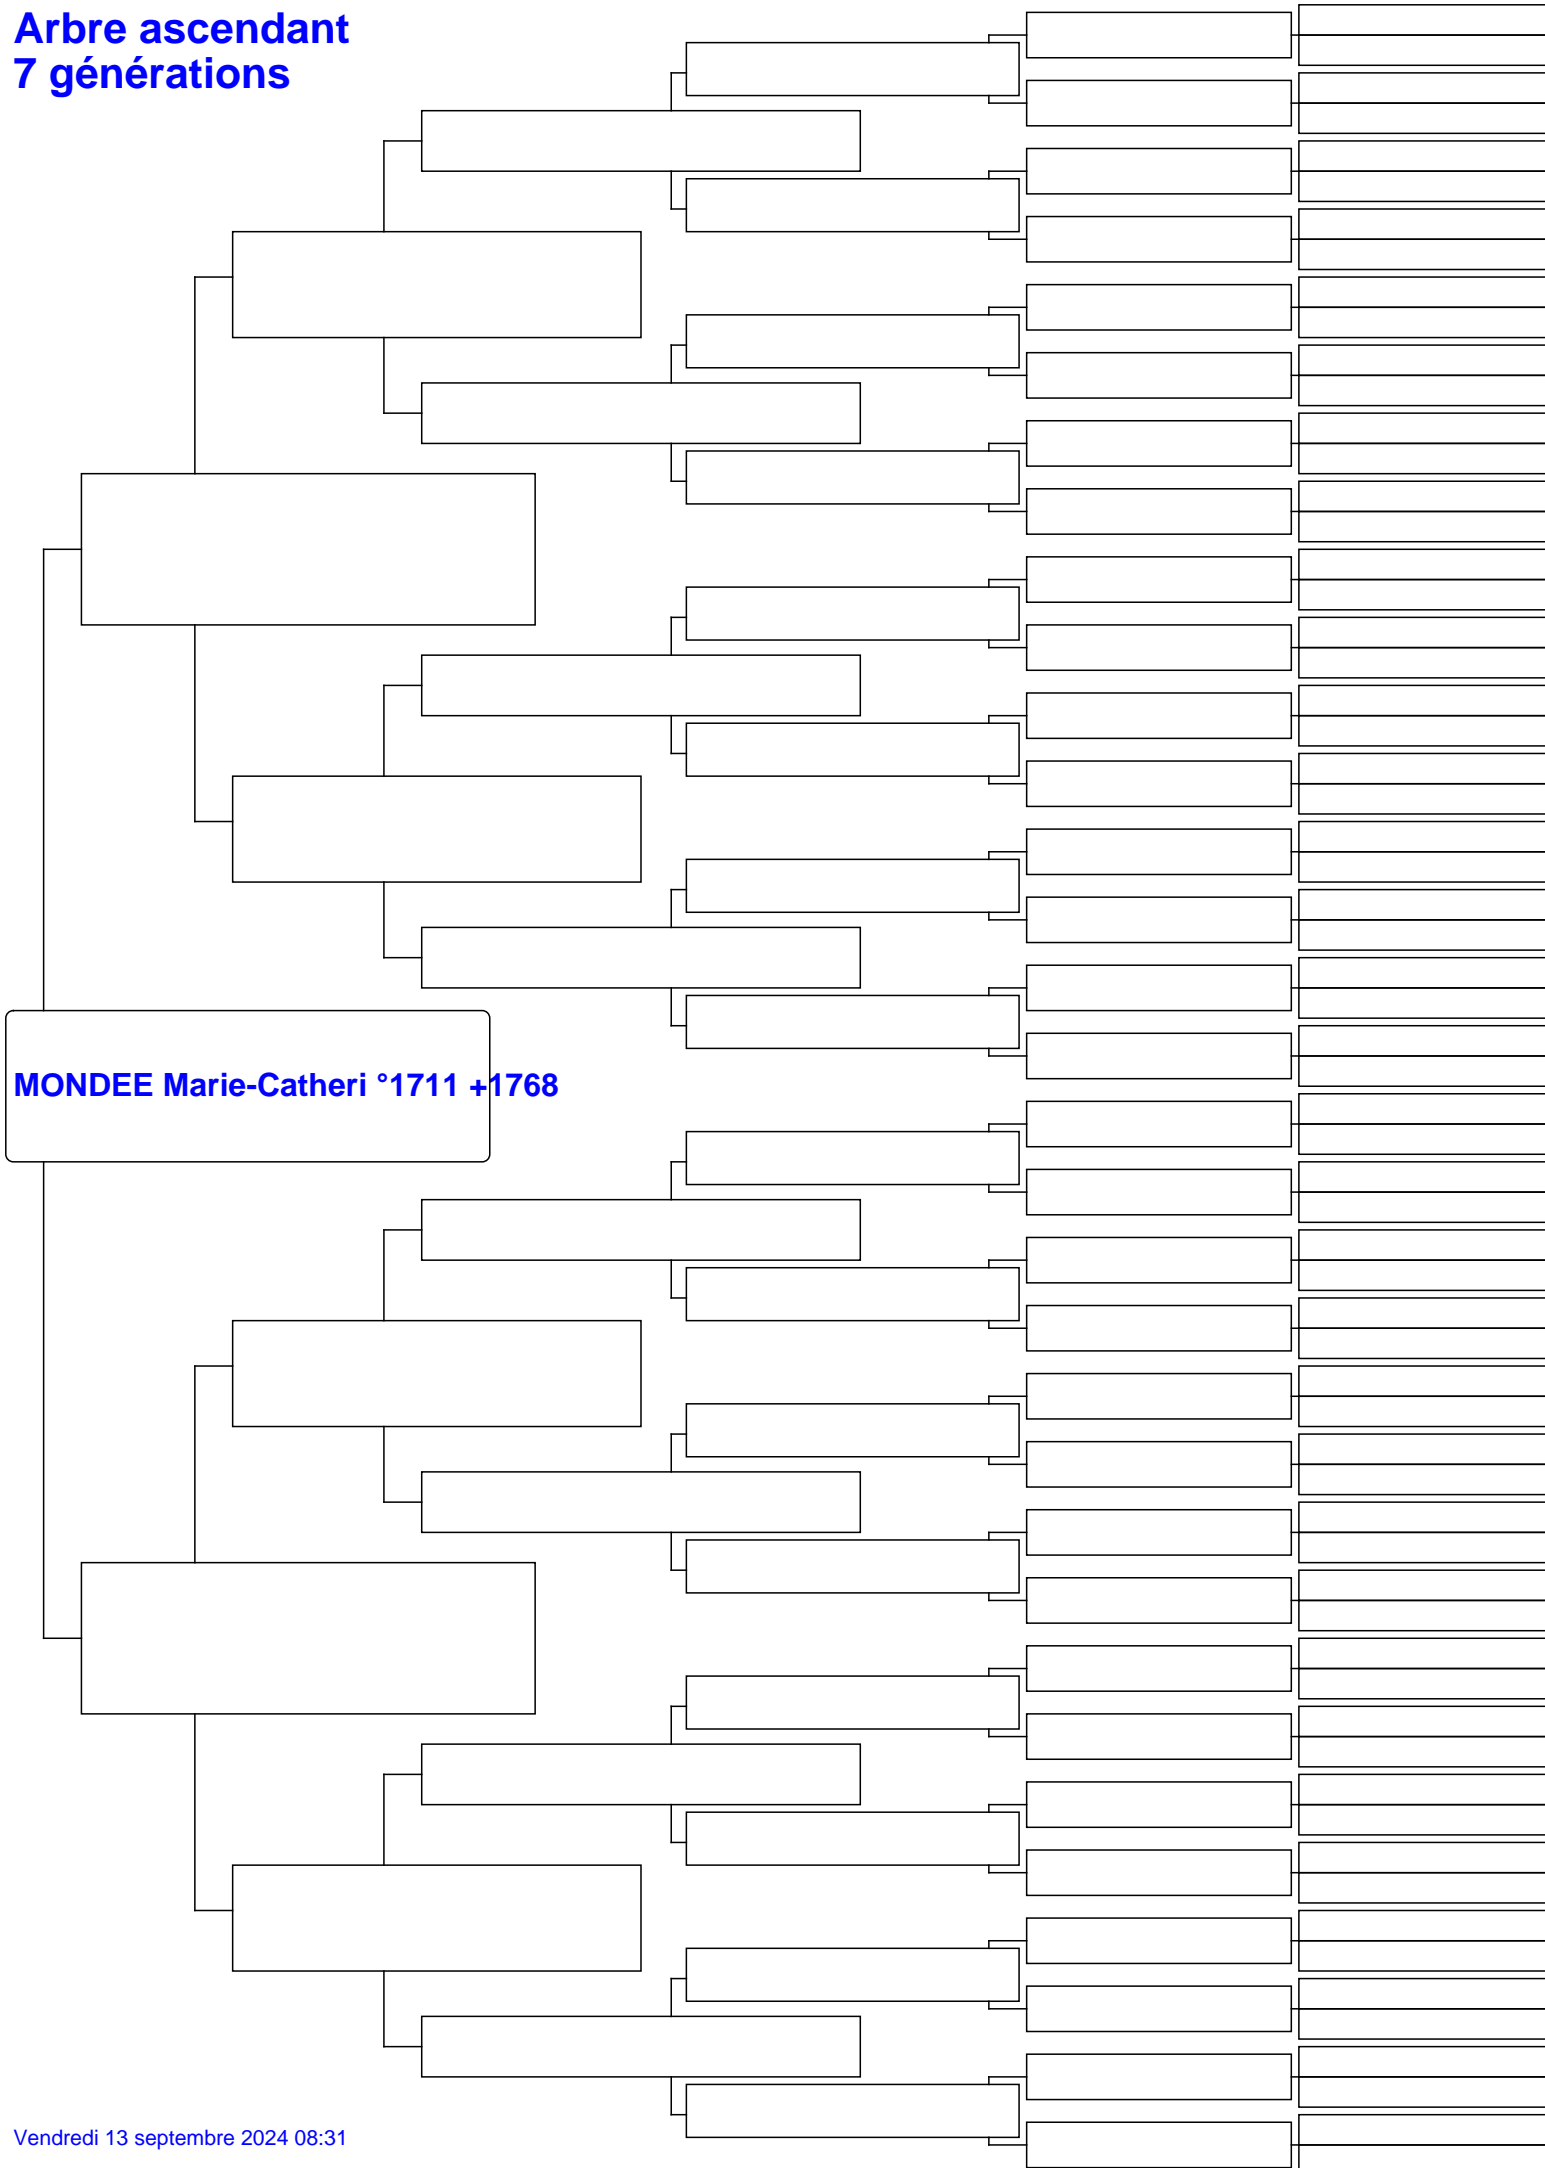 Arbre ascendant
7 générations
MONDEE Marie-Catheri °1711 +1768
Vendredi 13 septembre 2024 08:31